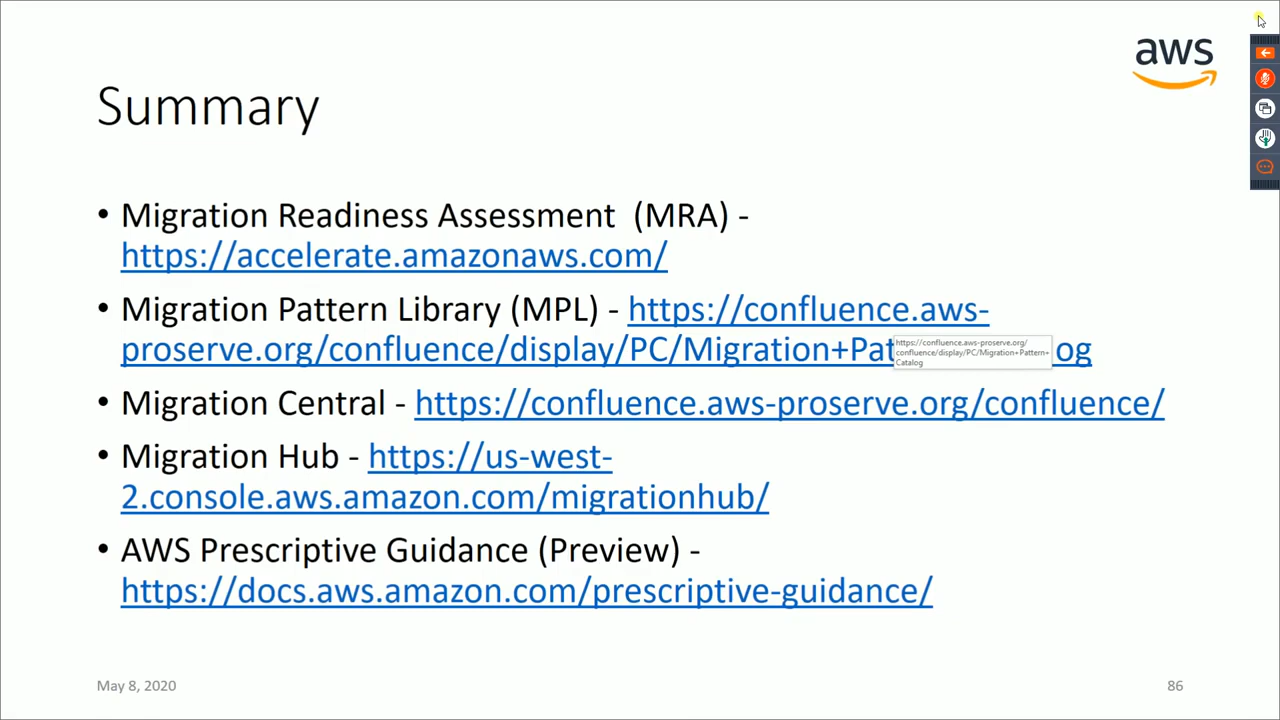 aws
Summary
• Migration Readiness Assessment (MRA) -
https://accelerate.amazonaws.com/
• Migration Pattern Library (MPL) - https://confluence.aws-
proserve.org/confluence/display/PC/Migration+Pat og
https://confluence.aws-proserve.org/
confluence/display/PC/Migration+Pattern+
Catalog
• Migration Central - https://confluence.aws-proserve.org/confluence/
• Migration Hub - https://us-west-
2.console.aws.amazon.com/migrationhub/
• AWS Prescriptive Guidance (Preview) -
https://docs.aws.amazon.com/prescriptive-guidance/
May 8, 2020
86